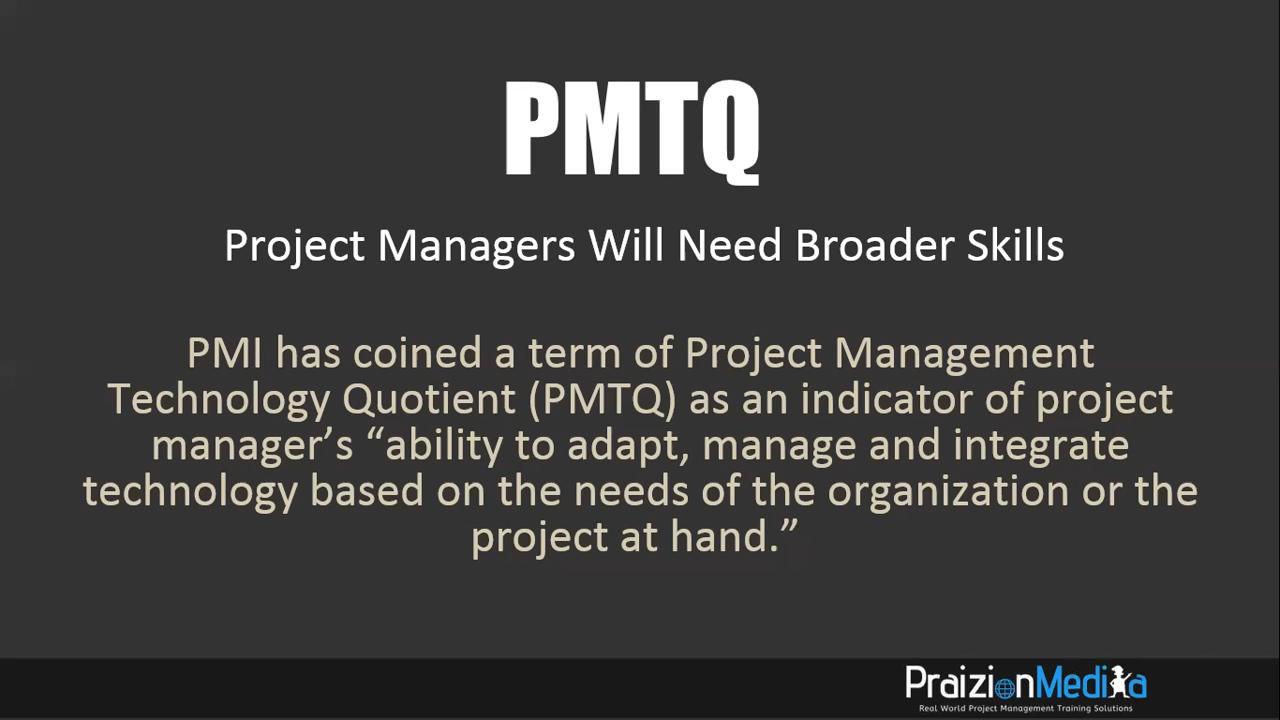 PMTQ
Project Managers Will Need Broader Skills
PMI has coined a term of Project Management
Technology Quotient (PMTQ) as an indicator of project
manager’s “ability to adapt, manage and integrate
technology based on the needs of the organization or the
project at hand.”
PraizionMedia
Real World Project Management Training Solutions